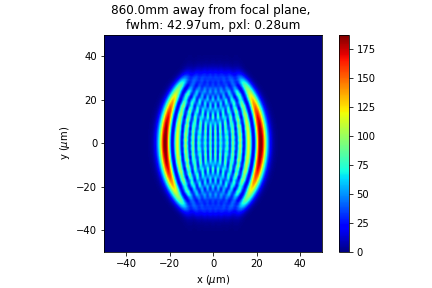 860.0mm away from focal plane,
fwhm: 42.97um, pxl: 0.28um
40
20
0
−20
−40
y (μm)
−40 −20 0 20 40
x (μm)
175
150
125
100
75
50
25
0